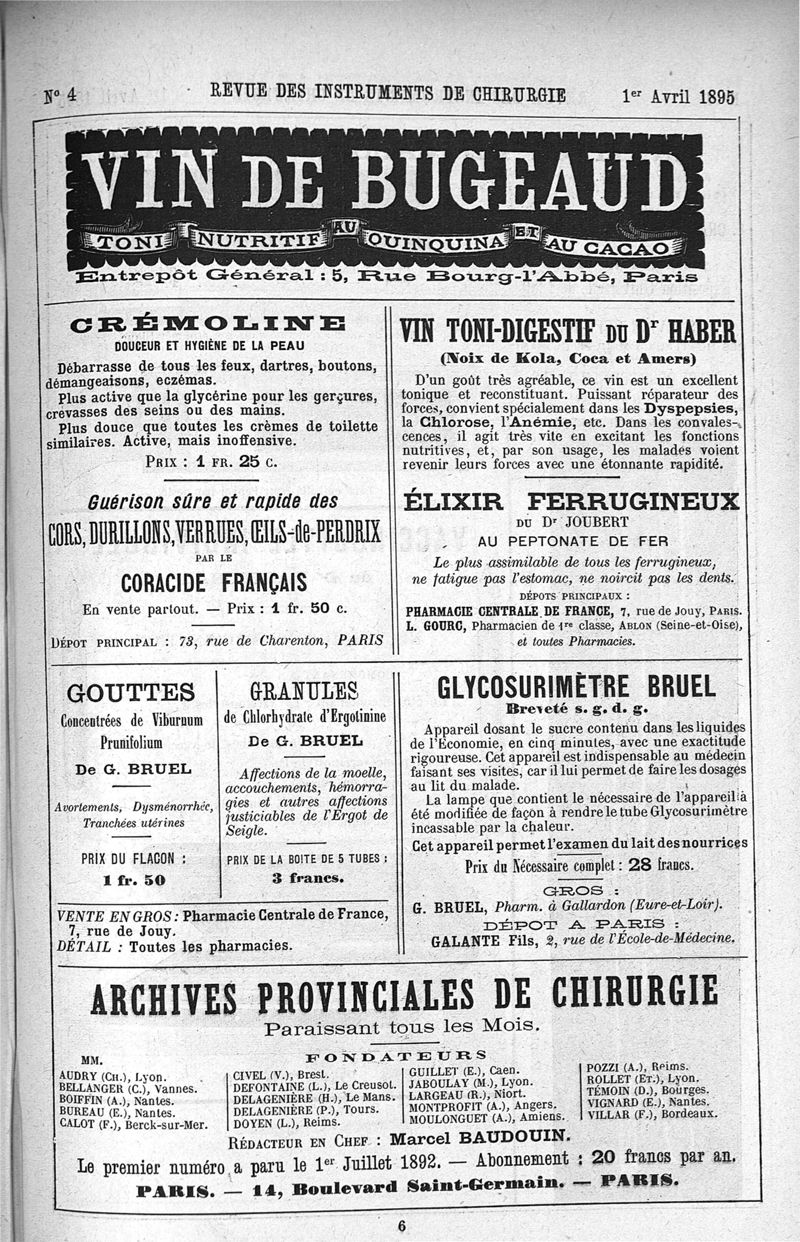 N° 4 REVUE DES INSTRUMENTS DE CHIRURGIE 1er Avril 1895
VIN DE BUGEAUD
TONI NUTRITIF AU QUINQUINA ET AU CACAO
Entrepôt Général : 5, Rue Bourg-l'Abbé, Paris
CRÉMOLINE
DOUCEUR ET HYGIÈNE DE LA PEAU
Débarrasse de tous les feux, dartres, boutons,
démangeaisons, eczémas.
Plus active que la glycérine pour les gerçures,
crevasses des seins ou des mains.
Plus douce que toutes les crèmes de toilette
similaires. Active, mais inoffensive.
PRIX : 1 FR. 25 C.
Guérison sûre et rapide des
CORS, DURILLONS, VERRUES, ŒILS-de-PERDRIX
PAR LE
CORACIDE FRANÇAIS
En vente partout. — Prix : 1 fr. 50 c.
DÉPOT PRINCIPAL : 73, rue de Charenton, PARIS
VIN TONI-DIGESTIF DU Dr HABER
(Noix de Kola, Coca et Amers)
D'un goût très agréable, ce vin est un excellent
tonique et reconstituant. Puissant réparateur des
forces, convient spécialement dans les Dyspepsies,
la Chlorose, l'Anémie, etc. Dans les convales-
cences, il agit très vite en excitant les fonctions
nutritives, et, par son usage, les malades voient
revenir leurs forces avec une étonnante rapidité.
ÉLIXIR FERRUGINEUX
DU Dr JOUBERT
AU PEPTONATE DE FER
Le plus assimilable de tous les ferrugineux,
ne fatigue pas l'estomac, ne noircit pas les dents.
DÉPOTS PRINCIPAUX :
PHARMACIE CENTRALE DE FRANCE, 7, rue de Jouy, PARIS.
L. GOURC, Pharmacien de 1re classe, ABLON (Seine-et-Oise),
et toutes Pharmacies.
GOUTTES
Concentrées de Viburnum
Prunifolium
De G. BRUEL
Avortements, Dysménorrhée,
Tranchées utérines
PRIX DU FLACON :
1 fr. 50
GRANULES
de Chlorhydrate d'Ergotinine
De G. BRUEL
Affections de la moelle,
accouchements, hémorra-
gies et autres affections
justiciables de l'Ergot de
Seigle.
PRIX DE LA BOITE DE 5 TUBES :
3 francs.
VENTE EN GROS : Pharmacie Centrale de France,
7, rue de Jouy.
DÉTAIL : Toutes les pharmacies.
GLYCOSURIMÈTRE BRUEL
Breveté s. g. d. g.
Appareil dosant le sucre contenu dans les liquides
de l'Économie, en cinq minutes, avec une exactitude
rigoureuse. Cet appareil est indispensable au médecin
faisant ses visites, car il lui permet de faire les dosages
au lit du malade.
La lampe que contient le nécessaire de l'appareil a
été modifiée de façon à rendre le tube Glycosurimètre
incassable par la chaleur.
Cet appareil permet l'examen du lait des nourrices
Prix du Nécessaire complet : 28 francs.
GROS :
G. BRUEL, Pharm. à Gallardon (Eure-et-Loir).
DÉPOT A PARIS :
GALANTE Fils, 2, rue de l'École-de-Médecine.
ARCHIVES PROVINCIALES DE CHIRURGIE
Paraissant tous les Mois.
FONDATEURS
MM.
AUDRY (CH.), Lyon.
BELLANGER (C.), Vannes.
BOIFFIN (A.), Nantes.
BUREAU (E.), Nantes.
CALOT (F.), Berck-sur-Mer.
CIVEL (V.), Brest.
DEFONTAINE (L.), Le Creusot.
DELAGENIÈRE (H.), Le Mans.
DELAGENIÈRE (P.), Tours.
DOYEN (L.), Reims.
GUILLET (E.), Caen.
JABOULAY (M.), Lyon.
LARGEAU (R.), Niort.
MONTPROFIT (A.), Angers.
MOULONGUET (A.), Amiens.
POZZI (A.), Reims.
ROLLET (ET.), Lyon.
TÉMOIN (D.), Bourges.
VIGNARD (E.), Nantes.
VILLAR (F.), Bordeaux.
RÉDACTEUR EN CHEF : Marcel BAUDOUIN.
Le premier numéro a paru le 1er Juillet 1892. — Abonnement : 20 francs par an.
PARIS. — 14, Boulevard Saint-Germain. — PARIS.
6